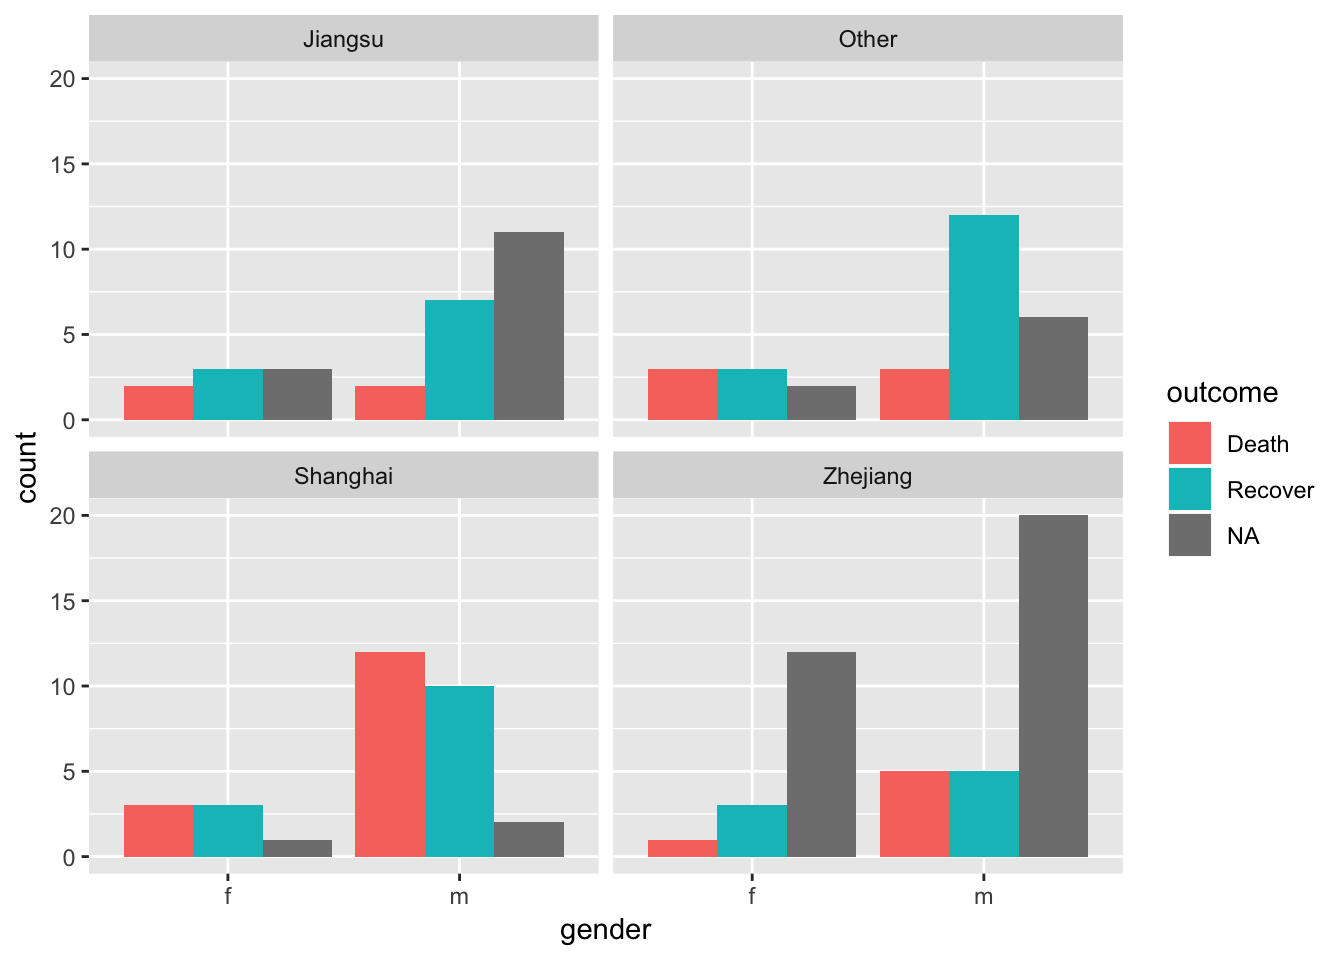 Jiangsu
Other
20
15
10
5
0
count
Shanghai
Zhejiang
20
15
10
5
0
f
m
f
m
gender
outcome
Death
Recover
NA